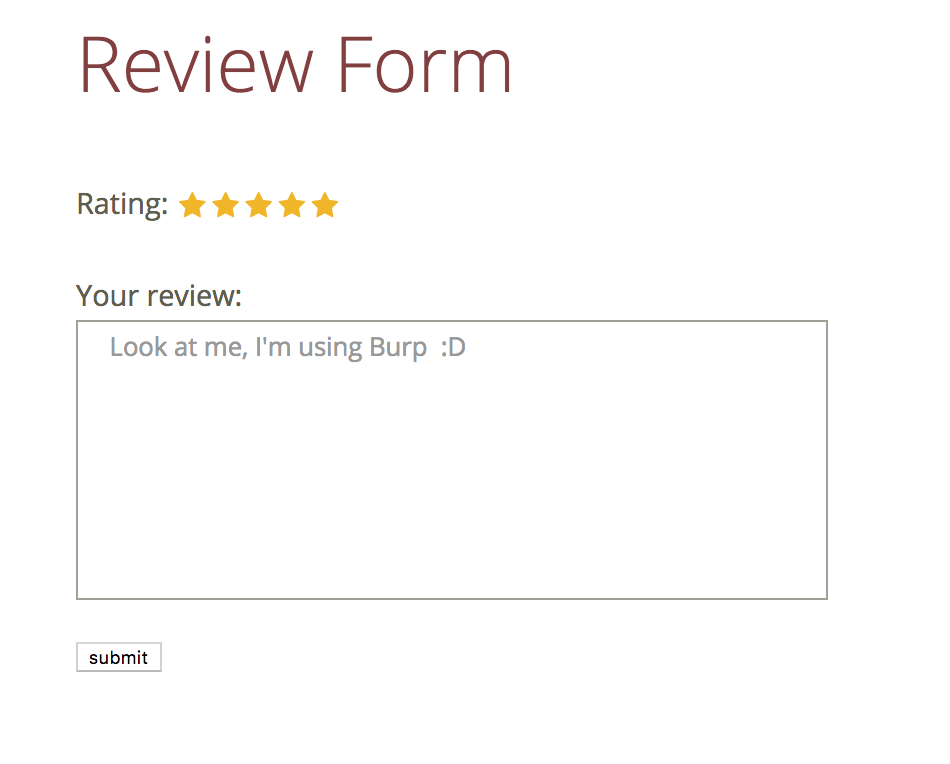 Review Form
Rating:
Your review:
Look at me, I'm using Burp  :D
submit